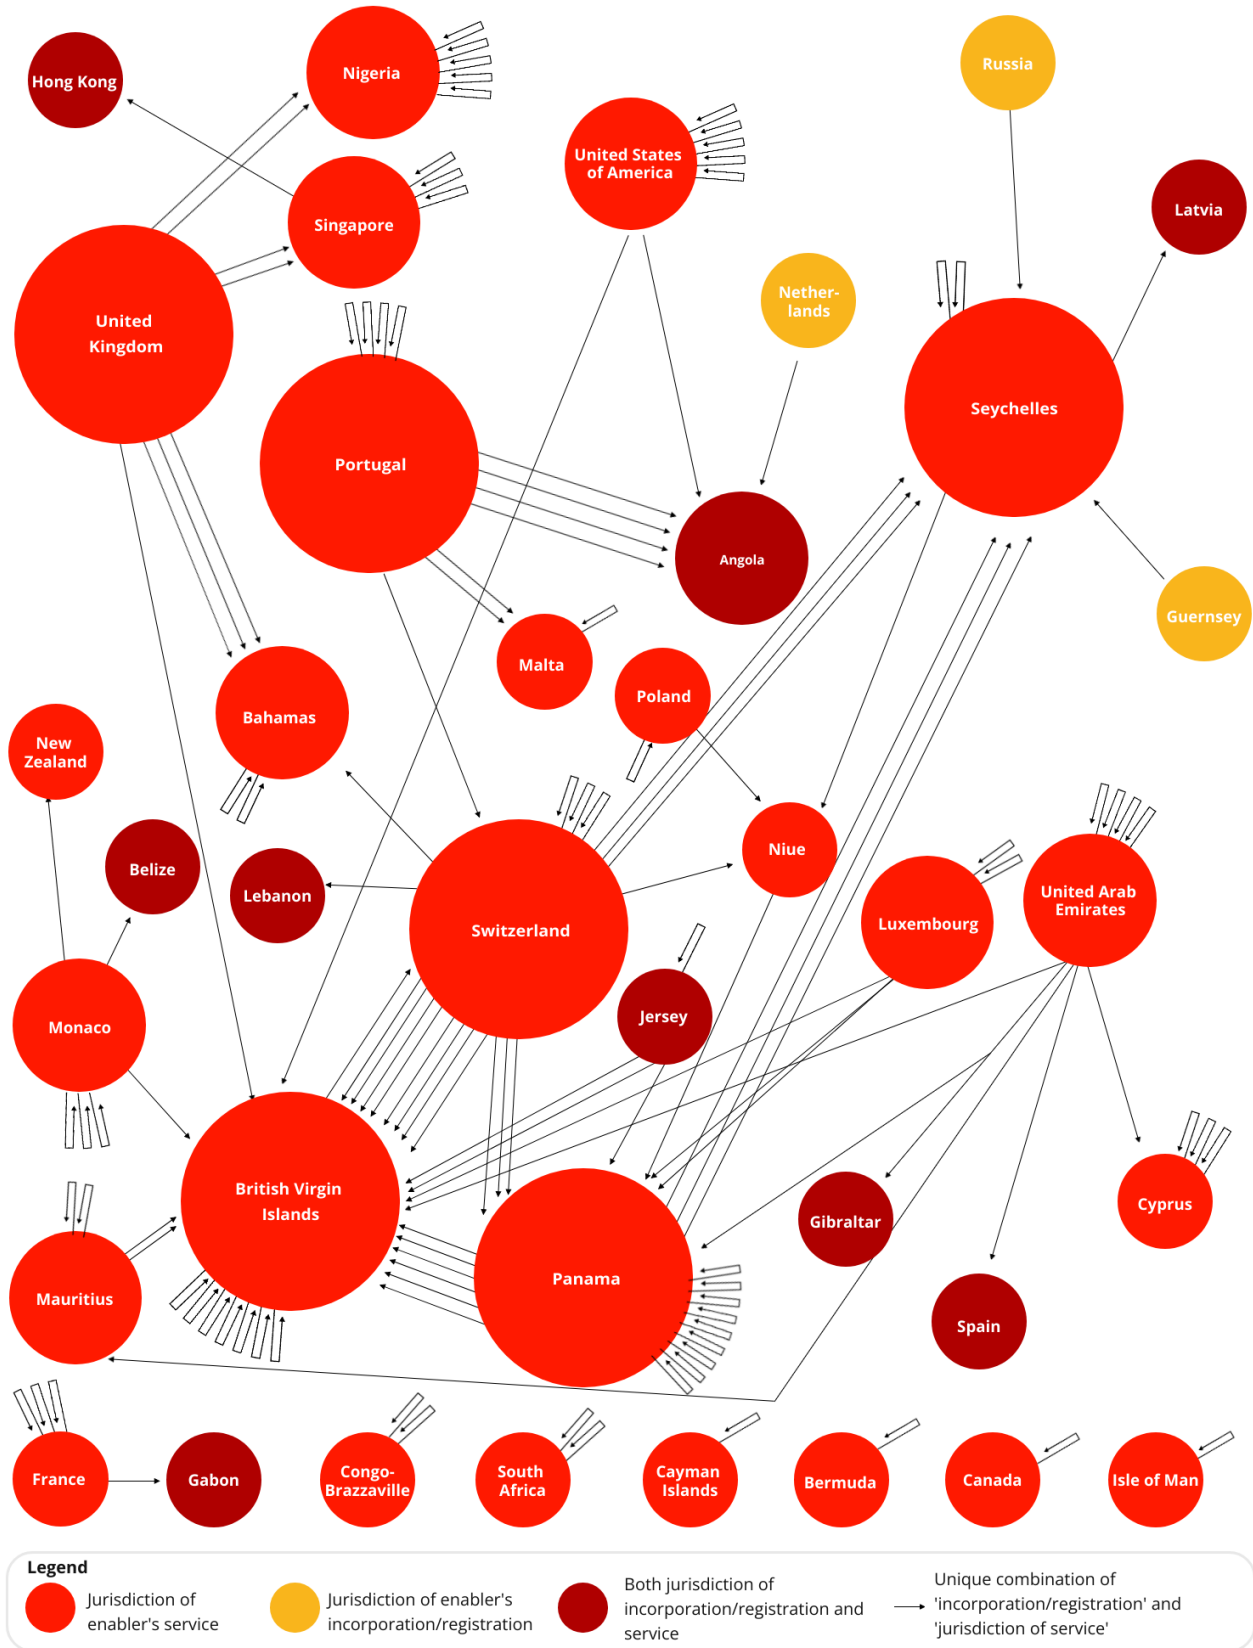 Hong Kong
Nigeria
Russia
United States
of America
Latvia
Singapore
Nether-
lands
United
Kingdom
Seychelles
Portugal
Angola
Guernsey
Malta
Poland
Bahamas
New
Zealand
Niue
Belize
Lebanon
Switzerland
Luxembourg
United Arab
Emirates
Jersey
Monaco
British Virgin
Islands
Gibraltar
Cyprus
Panama
Mauritius
Spain
France
Gabon
Congo-
Brazzaville
South
Africa
Cayman
Islands
Bermuda
Canada
Isle of Man
Legend
Jurisdiction of
enabler's service
Jurisdiction of enabler's
incorporation/registration
Both jurisdiction of
incorporation/registration and
service
Unique combination of
'incorporation/registration' and
'jurisdiction of service'